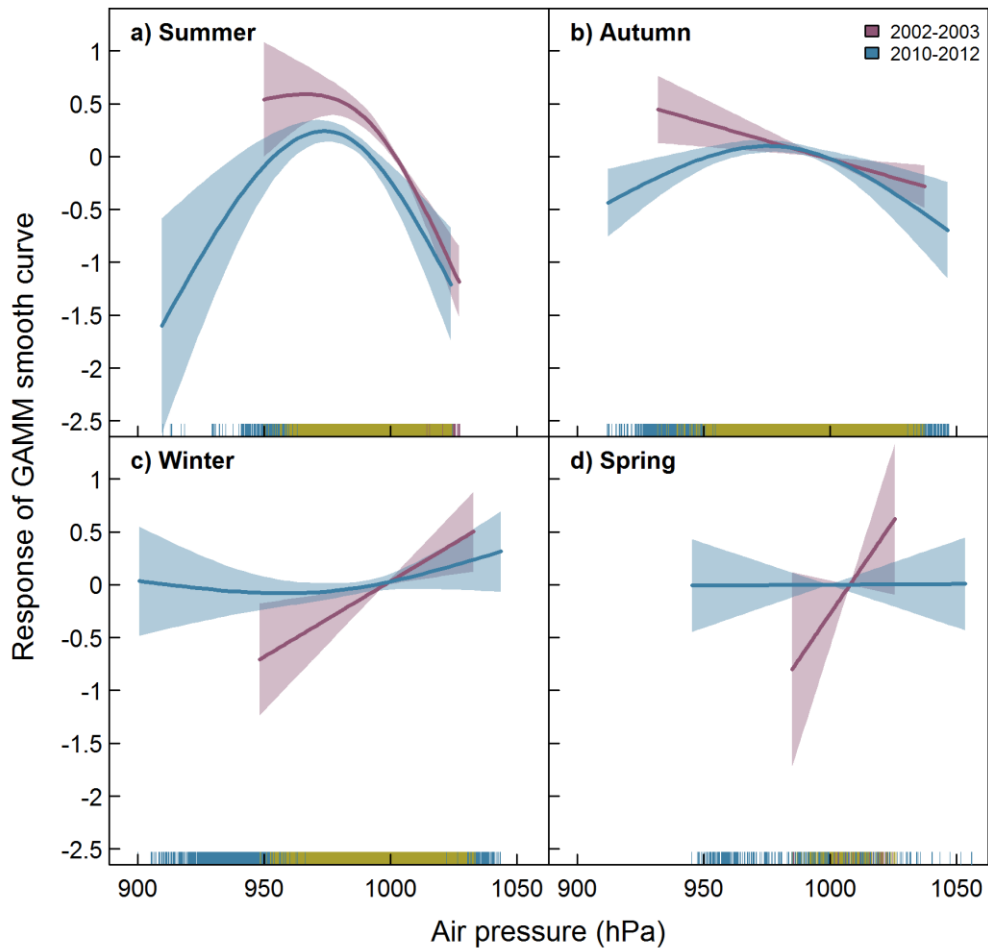 a) Summer
b) Autumn
2002-2003
2010-2012
1
0.5
0
-0.5
-1
-1.5
-2
-2.5
c) Winter
d) Spring
1
0.5
0
-0.5
-1
-1.5
-2
-2.5
900 950 1000 1050 900 950 1000 1050
Response of GAMM smooth curve
Air pressure (hPa)